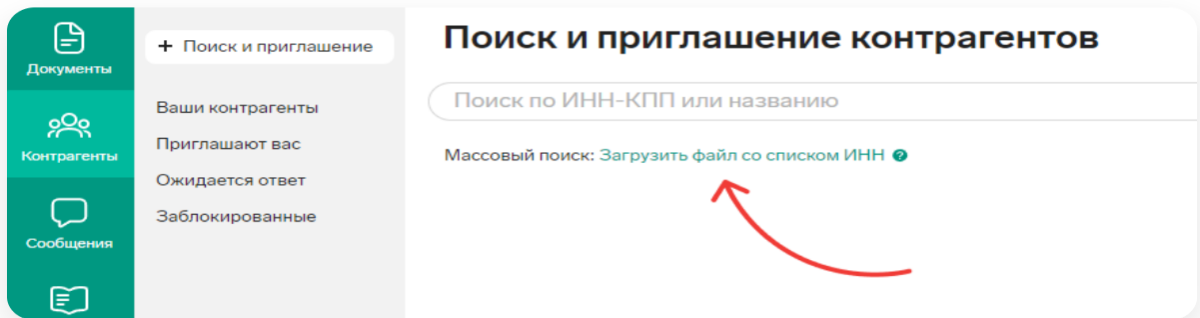 Документы
Контрагенты
Сообщения
+ Поиск и приглашение
Ваши контрагенты
Приглашают вас
Ожидается ответ
Заблокированные
Поиск и приглашение контрагентов
Поиск по ИНН-КПП или названию
Массовый поиск: Загрузить файл со списком ИНН ?